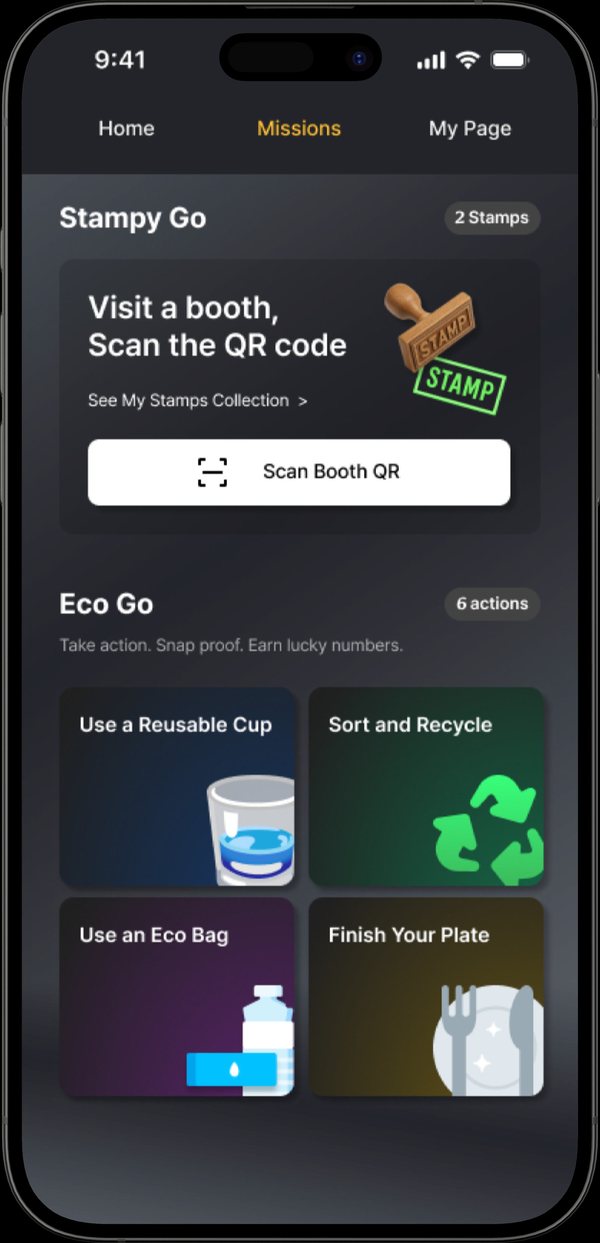 9:41
Home Missions My Page
Stampy Go
2 Stamps
Visit a booth,
Scan the QR code
STAMP
STAMP
See My Stamps Collection >
Scan Booth QR
Eco Go
6 actions
Take action. Snap proof. Earn lucky numbers.
Use a Reusable Cup
Sort and Recycle
Use an Eco Bag
Finish Your Plate